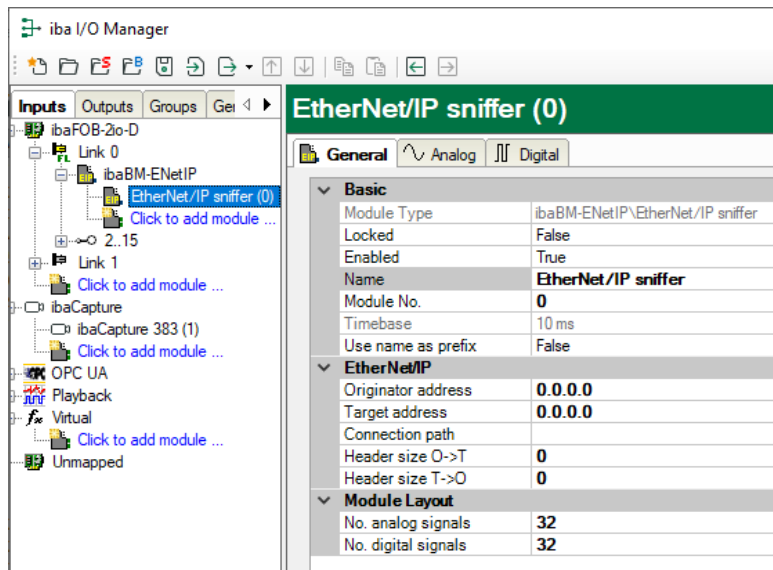 iba I/O Manager
Inputs Outputs Groups Ge
ibaFOB-2io-D
Link 0
ibaBM-ENetIP
EtherNet/IP sniffer (0)
Click to add module ...
2..15
Link 1
Click to add module ...
ibaCapture
ibaCapture 383 (1)
Click to add module ...
OPC UA
Playback
Virtual
Click to add module ...
Unmapped
EtherNet/IP sniffer (0)
General Analog Digital
Basic
Module Type ibaBM-ENetIP\EtherNet/IP sniffer
Locked False
Enabled True
Name EtherNet/IP sniffer
Module No. 0
Timebase 10 ms
Use name as prefix False
EtherNet/IP
Originator address 0.0.0.0
Target address 0.0.0.0
Connection path
Header size O->T 0
Header size T->O 0
Module Layout
No. analog signals 32
No. digital signals 32